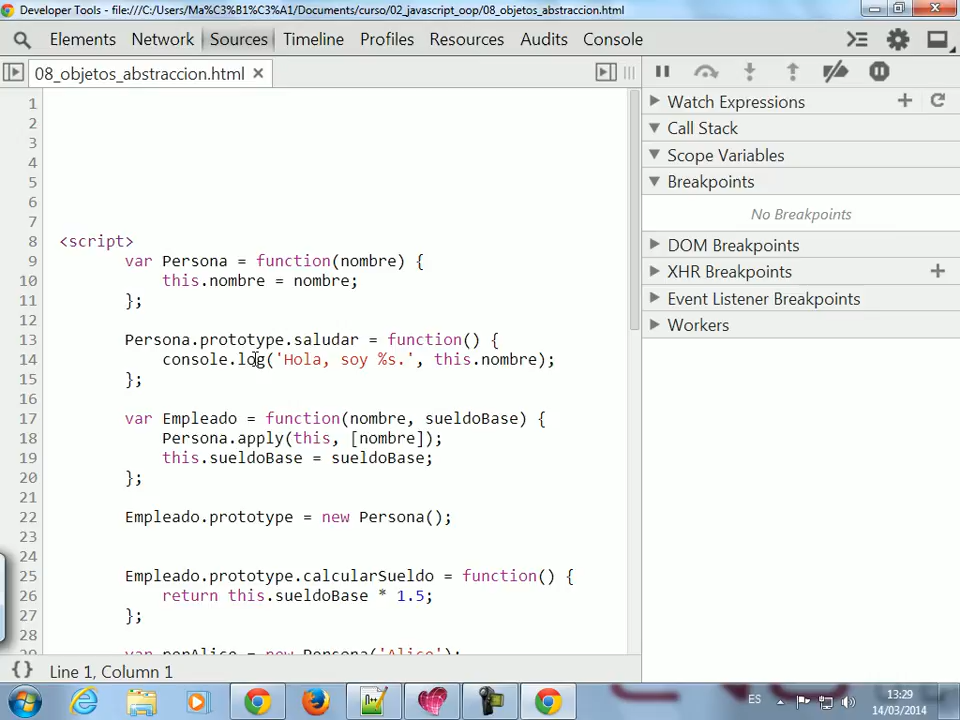 Developer Tools - file:///C:/Users/Ma%C3%B1%C3%A1/Documents/curso/02_javascript_oop/08_objetos_abstraccion.html
Elements Network Sources Timeline Profiles Resources Audits Console
08_objetos_abstraccion.html
1
2
3
4
5
6
7
8 <script>
9 var Persona = function(nombre) {
10 this.nombre = nombre;
11 };
12
13 Persona.prototype.saludar = function() {
14 console.log('Hola, soy %s.', this.nombre);
15 };
16
17 var Empleado = function(nombre, sueldoBase) {
18 Persona.apply(this, [nombre]);
19 this.sueldoBase = sueldoBase;
20 };
21
22 Empleado.prototype = new Persona();
23
24
25 Empleado.prototype.calcularSueldo = function() {
26 return this.sueldoBase * 1.5;
27 };
28
29 var perAlice = new Persona('Alice');
{} Line 1, Column 1
Watch Expressions
Call Stack
Scope Variables
Breakpoints
No Breakpoints
DOM Breakpoints
XHR Breakpoints
Event Listener Breakpoints
Workers
ES
13:29
14/03/2014